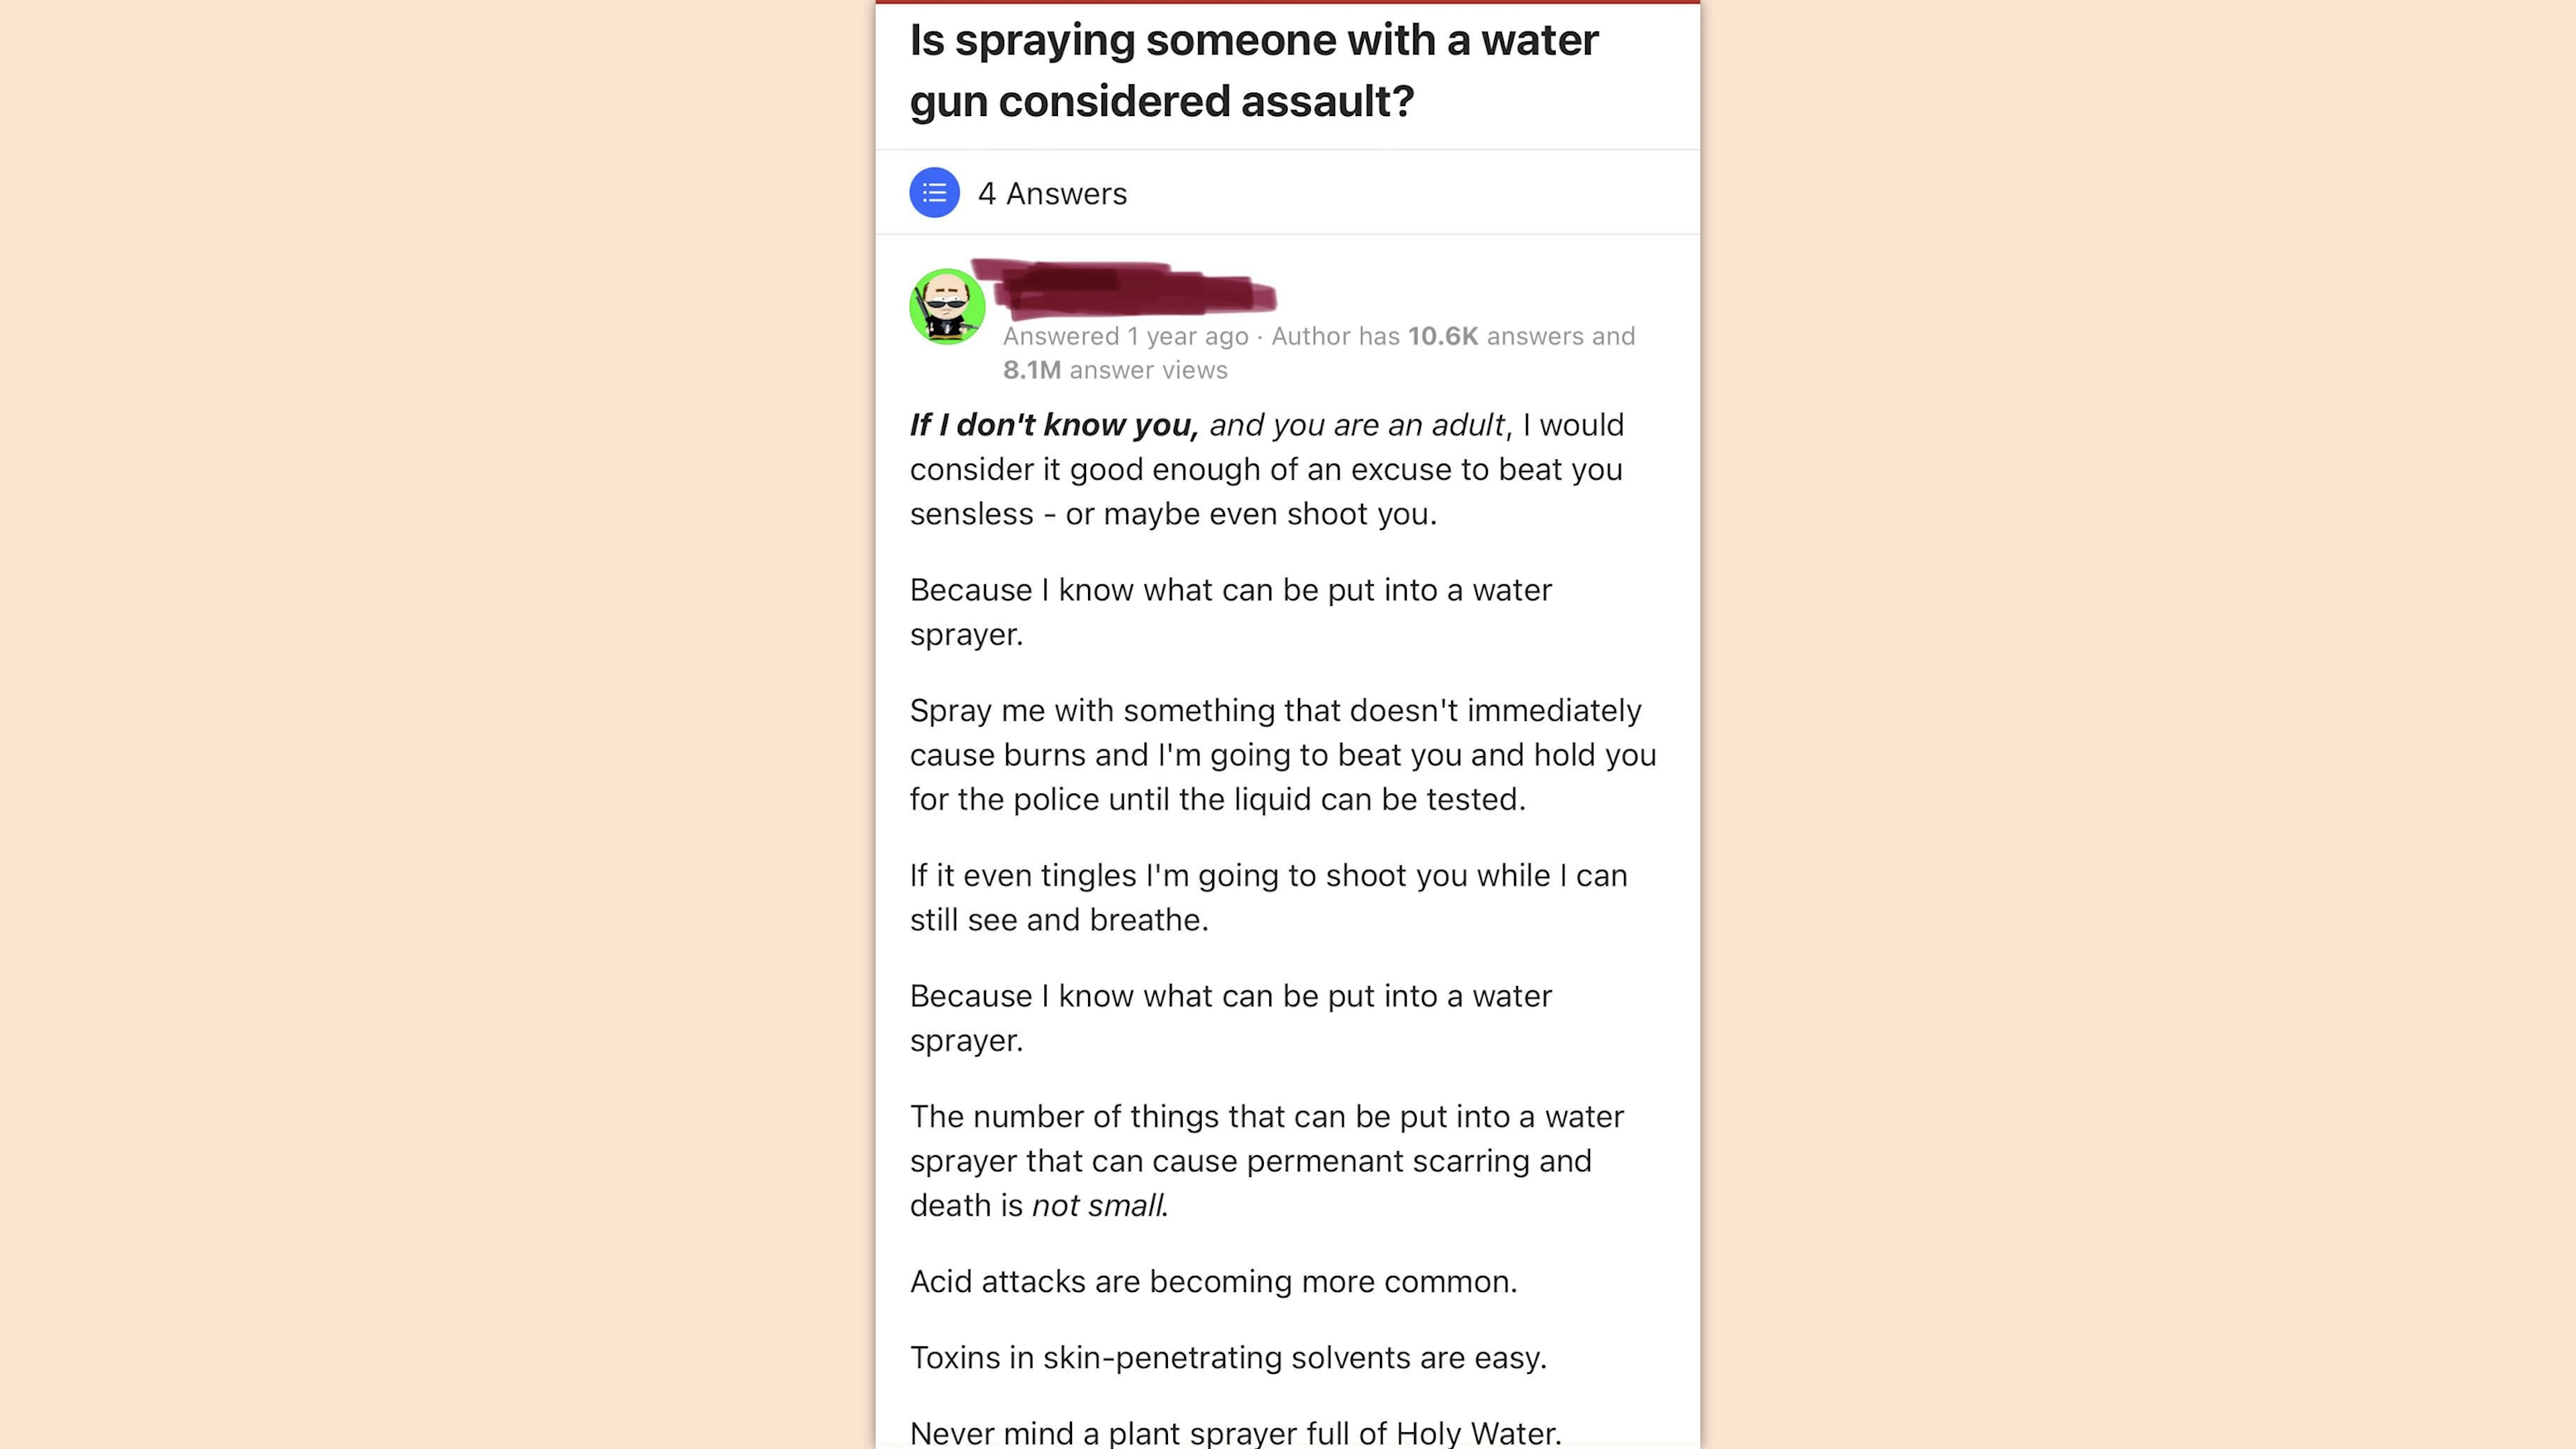 Is spraying someone with a water
gun considered assault?
4 Answers
Answered 1 year ago · Author has 10.6K answers and
8.1M answer views
If I don't know you, and you are an adult, I would
consider it good enough of an excuse to beat you
sensless - or maybe even shoot you.
Because I know what can be put into a water
sprayer.
Spray me with something that doesn't immediately
cause burns and I'm going to beat you and hold you
for the police until the liquid can be tested.
If it even tingles I'm going to shoot you while I can
still see and breathe.
Because I know what can be put into a water
sprayer.
The number of things that can be put into a water
sprayer that can cause permenant scarring and
death is not small.
Acid attacks are becoming more common.
Toxins in skin-penetrating solvents are easy.
Never mind a plant sprayer full of Holy Water.